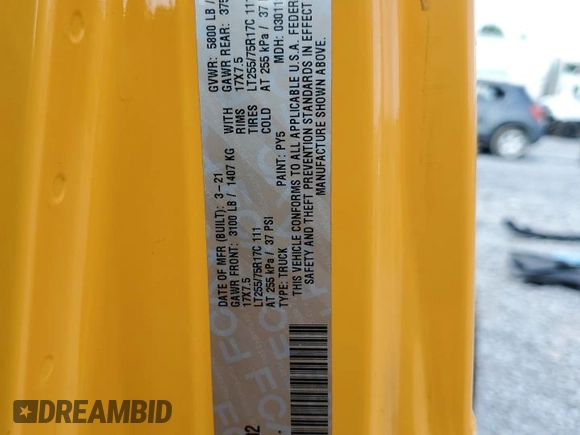 DATE OF MFR (BUILT): 3-21 GVWR: 5800 LB /
GAWR FRONT: 3100 LB / 1407 KG WITH GAWR REAR: 375
17X7.5 RIMS 17X7.5
LT255/75R17C 111 TIRES LT255/75R17C 111
AT 255 kPa / 37 PSI COLD AT 255 kPa / 37 P
TYPE: TRUCK PAINT: PY5 MDH: 03011
THIS VEHICLE CONFORMS TO ALL APPLICABLE U.S.A. FEDER
SAFETY AND THEFT PREVENTION STANDARDS IN EFFECT
MANUFACTURE SHOWN ABOVE.
DREAMBID